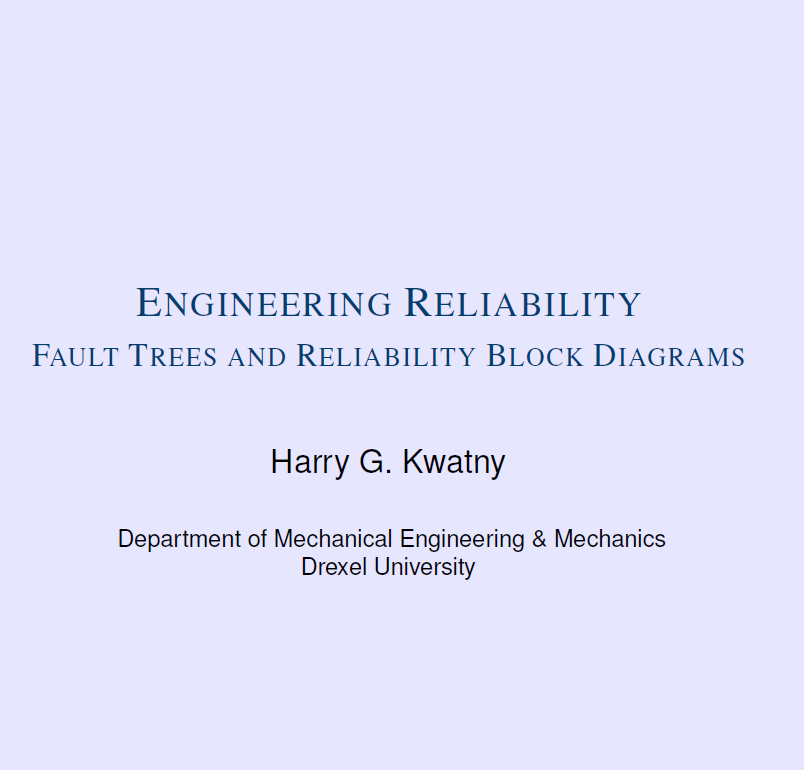 ENGINEERING RELIABILITY
FAULT TREES AND RELIABILITY BLOCK DIAGRAMS
Harry G. Kwatny
Department of Mechanical Engineering & Mechanics
Drexel University